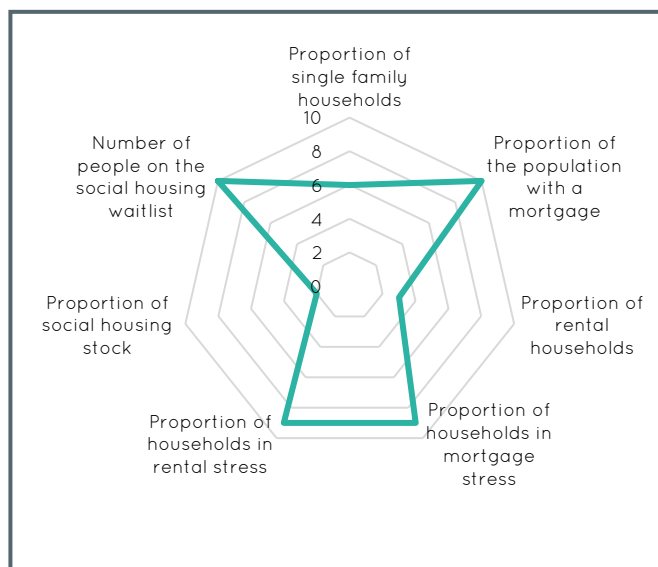 Proportion of
single family
households
10
8
6
4
2
0
Proportion of
the population
with a
mortgage
Proportion of
rental
households
Proportion of
households in
mortgage
stress
Proportion of
households in
rental stress
Proportion of
social housing
stock
Number of
people on the
social housing
waitlist